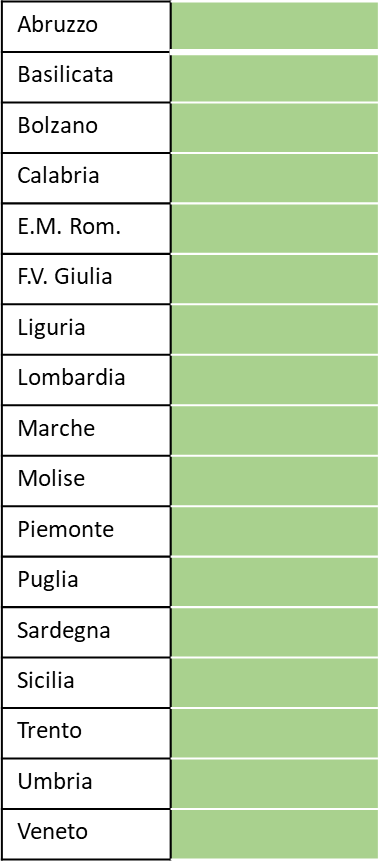 Abruzzo
Basilicata
Bolzano
Calabria
E.M. Rom.
F.V. Giulia
Liguria
Lombardia
Marche
Molise
Piemonte
Puglia
Sardegna
Sicilia
Trento
Umbria
Veneto